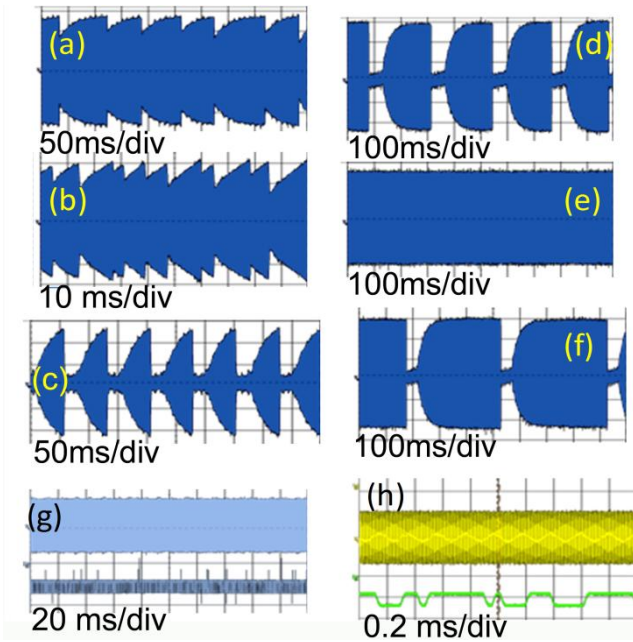 (a)
50ms/div
(b)
10 ms/div
(c)
50ms/div
(g)
20 ms/div
(d)
100ms/div
(e)
100ms/div
(f)
100ms/div
(h)
0.2 ms/div